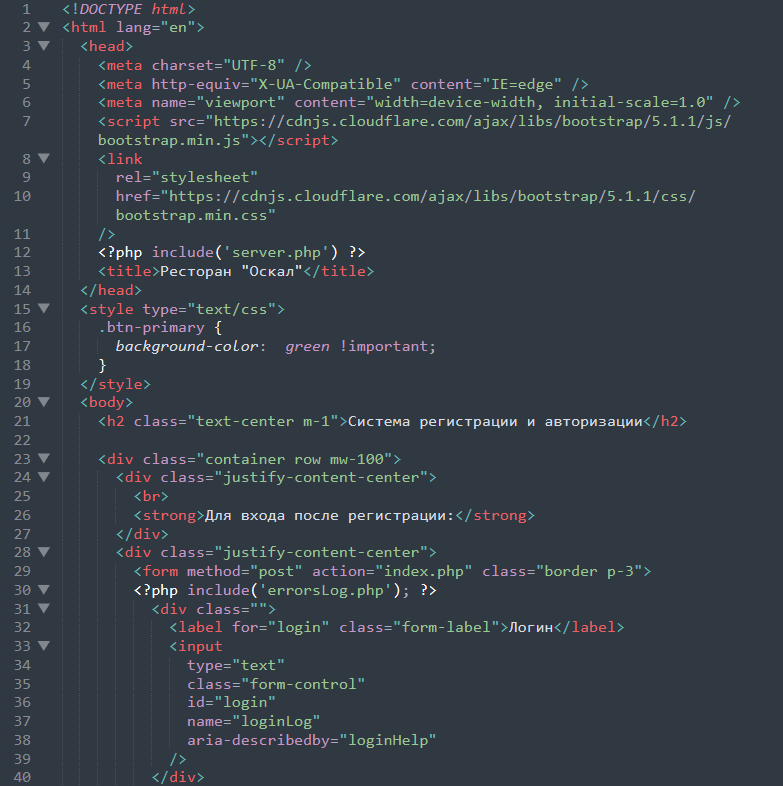 1 <!DOCTYPE html>
2 <html lang="en">
3 <head>
4 <meta charset="UTF-8" />
5 <meta http-equiv="X-UA-Compatible" content="IE=edge" />
6 <meta name="viewport" content="width=device-width, initial-scale=1.0" />
7 <script src="https://cdnjs.cloudflare.com/ajax/libs/bootstrap/5.1.1/js/
bootstrap.min.js"></script>
8 <link
9 rel="stylesheet"
10 href="https://cdnjs.cloudflare.com/ajax/libs/bootstrap/5.1.1/css/
bootstrap.min.css"
11 />
12 <?php include('server.php') ?>
13 <title>Ресторан "Оскал"</title>
14 </head>
15 <style type="text/css">
16 .btn-primary {
17 background-color:  green !important;
18 }
19 </style>
20 <body>
21 <h2 class="text-center m-1">Система регистрации и авторизации</h2>
22
23 <div class="container row mw-100">
24 <div class="justify-content-center">
25 <br>
26 <strong>Для входа после регистрации:</strong>
27 </div>
28 <div class="justify-content-center">
29 <form method="post" action="index.php" class="border p-3">
30 <?php include('errorsLog.php'); ?>
31 <div class="">
32 <label for="login" class="form-label">Логин</label>
33 <input
34 type="text"
35 class="form-control"
36 id="login"
37 name="loginLog"
38 aria-describedby="loginHelp"
39 />
40 </div>